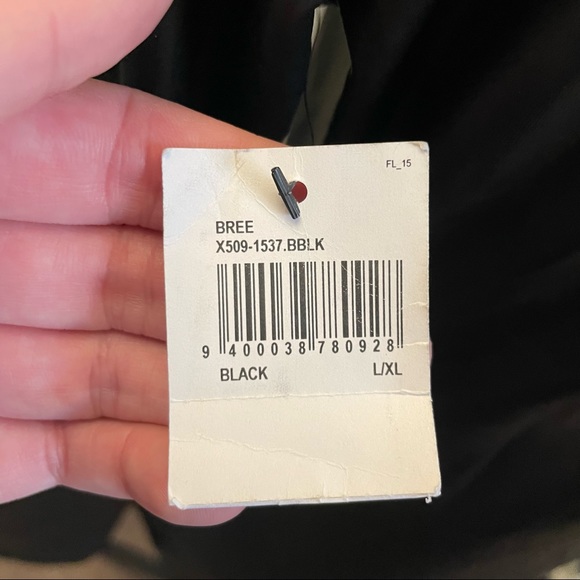 FL_15
BREE
X509-1537.BBLK
9 400038 780928
BLACK L/XL